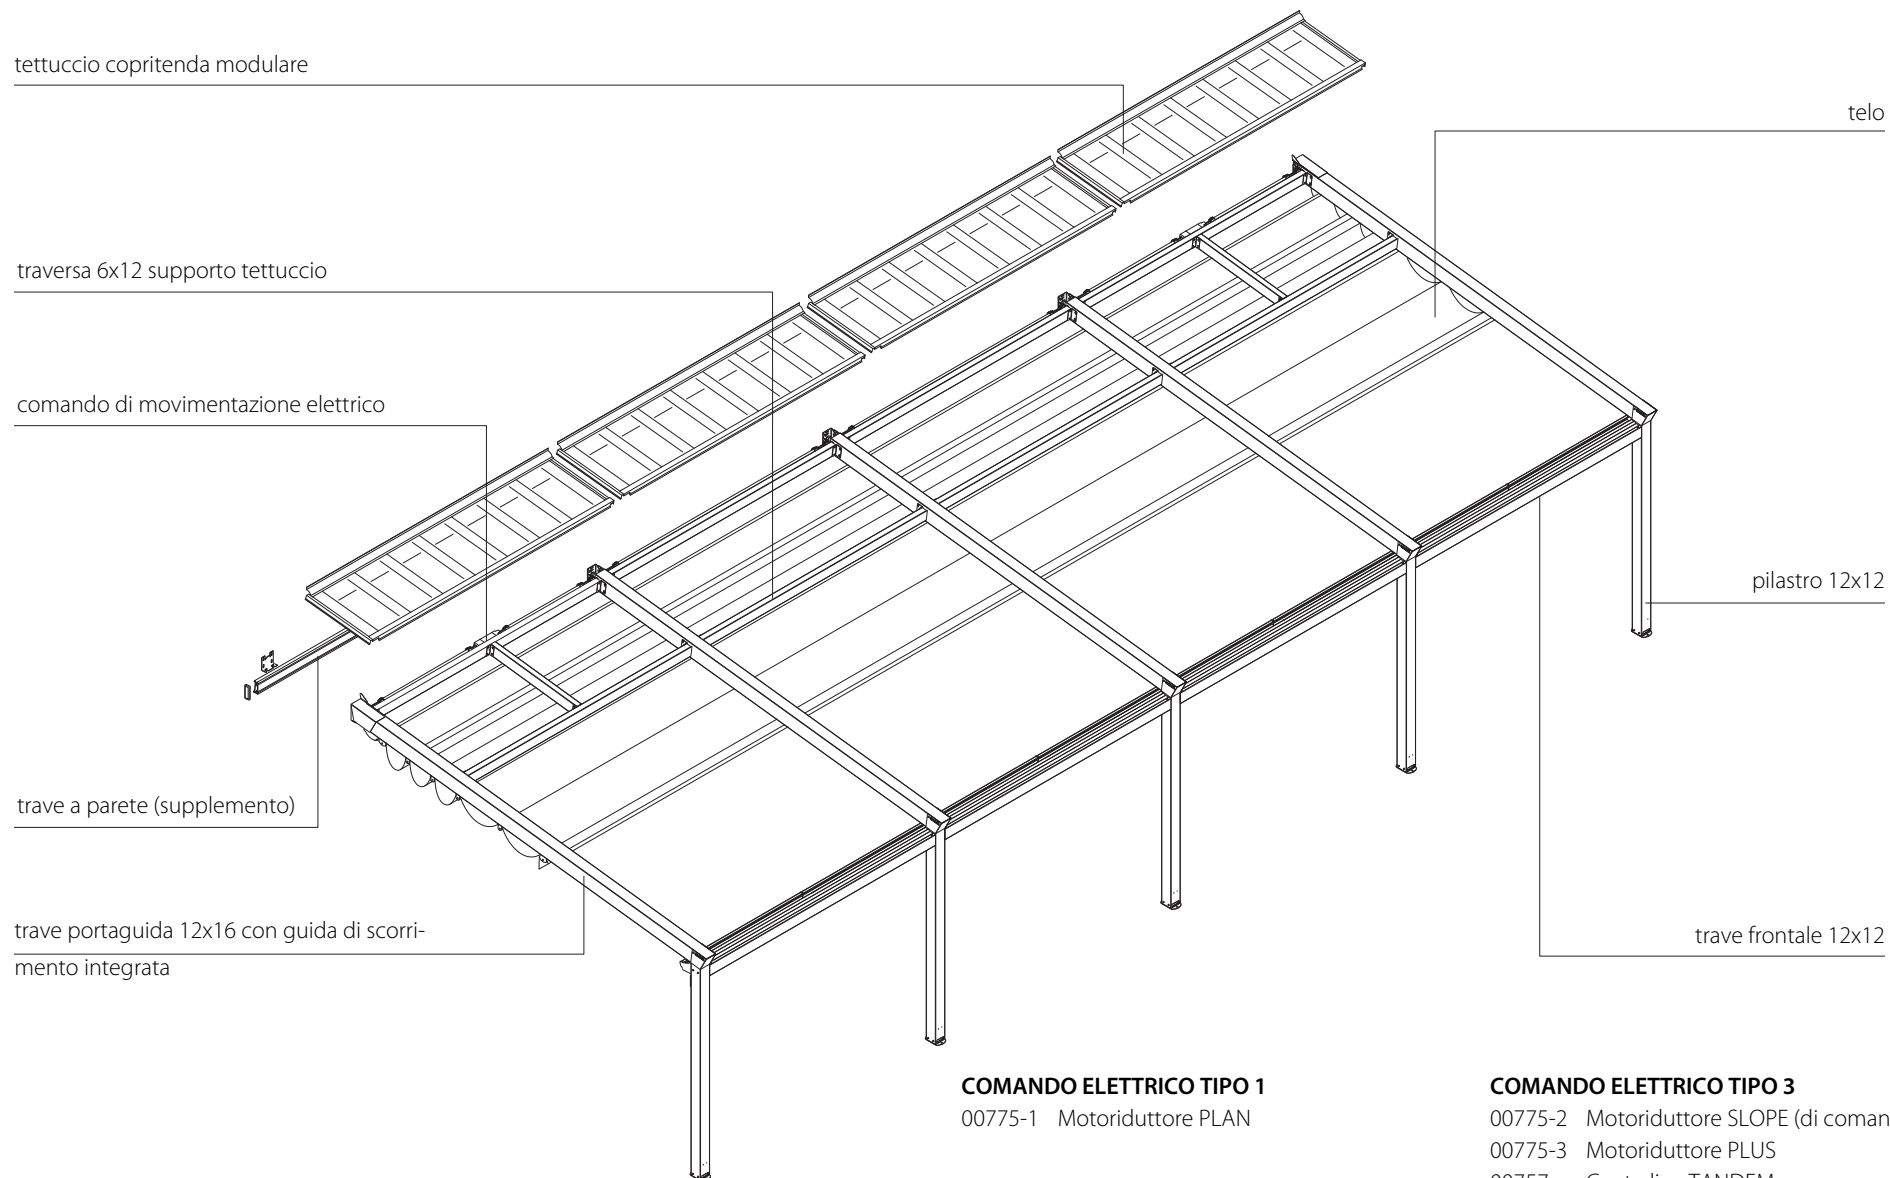 tettuccio copritenda modulare
telo
traversa 6x12 supporto tettuccio
comando di movimentazione elettrico
pilastro 12x12
trave a parete (supplemento)
trave portaguida 12x16 con guida di scorri-
mento integrata
trave frontale 12x12
COMANDO ELETTRICO TIPO 1
00775-1 Motoriduttore PLAN
COMANDO ELETTRICO TIPO 3
00775-2 Motoriduttore SLOPE (di coman
00775-3 Motoriduttore PLUS
TANDEM